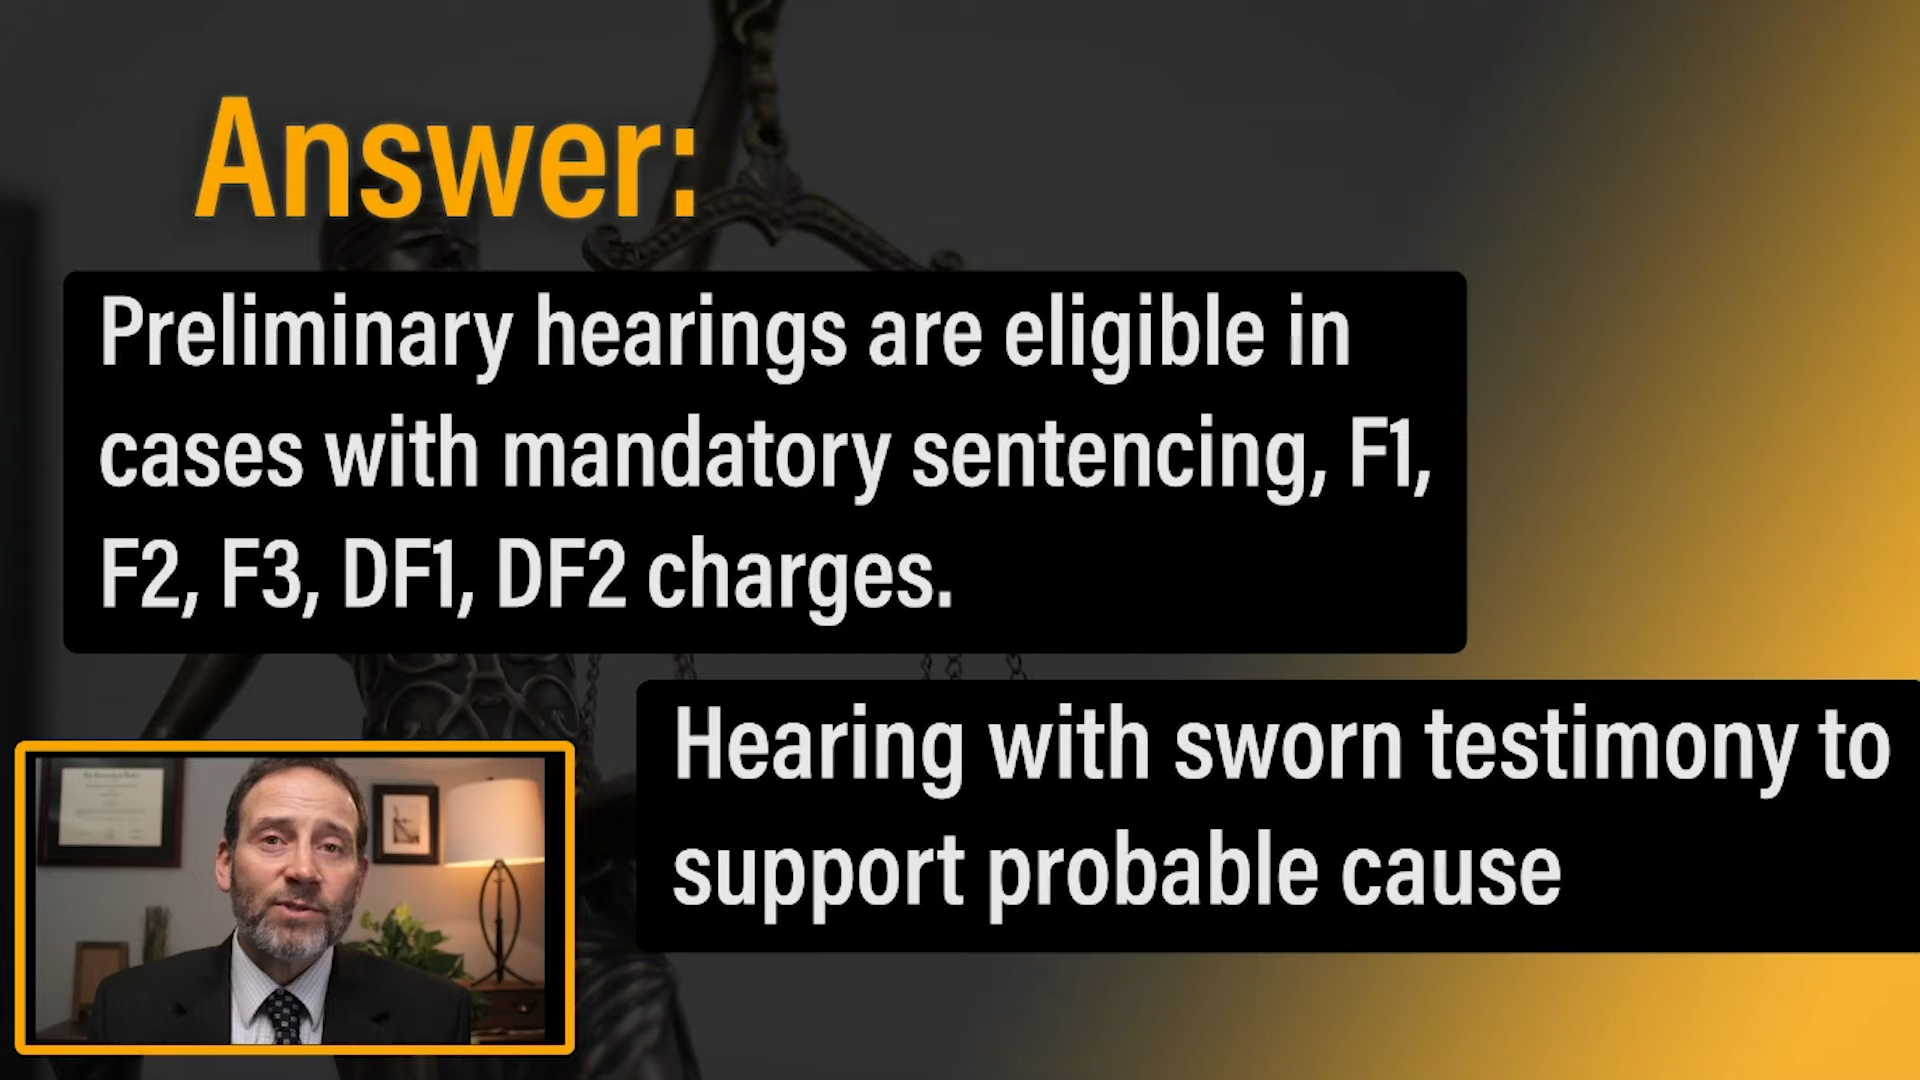 Answer:
Preliminary hearings are eligible in
cases with mandatory sentencing, F1,
F2, F3, DF1, DF2 charges.
Hearing with sworn testimony to
support probable cause